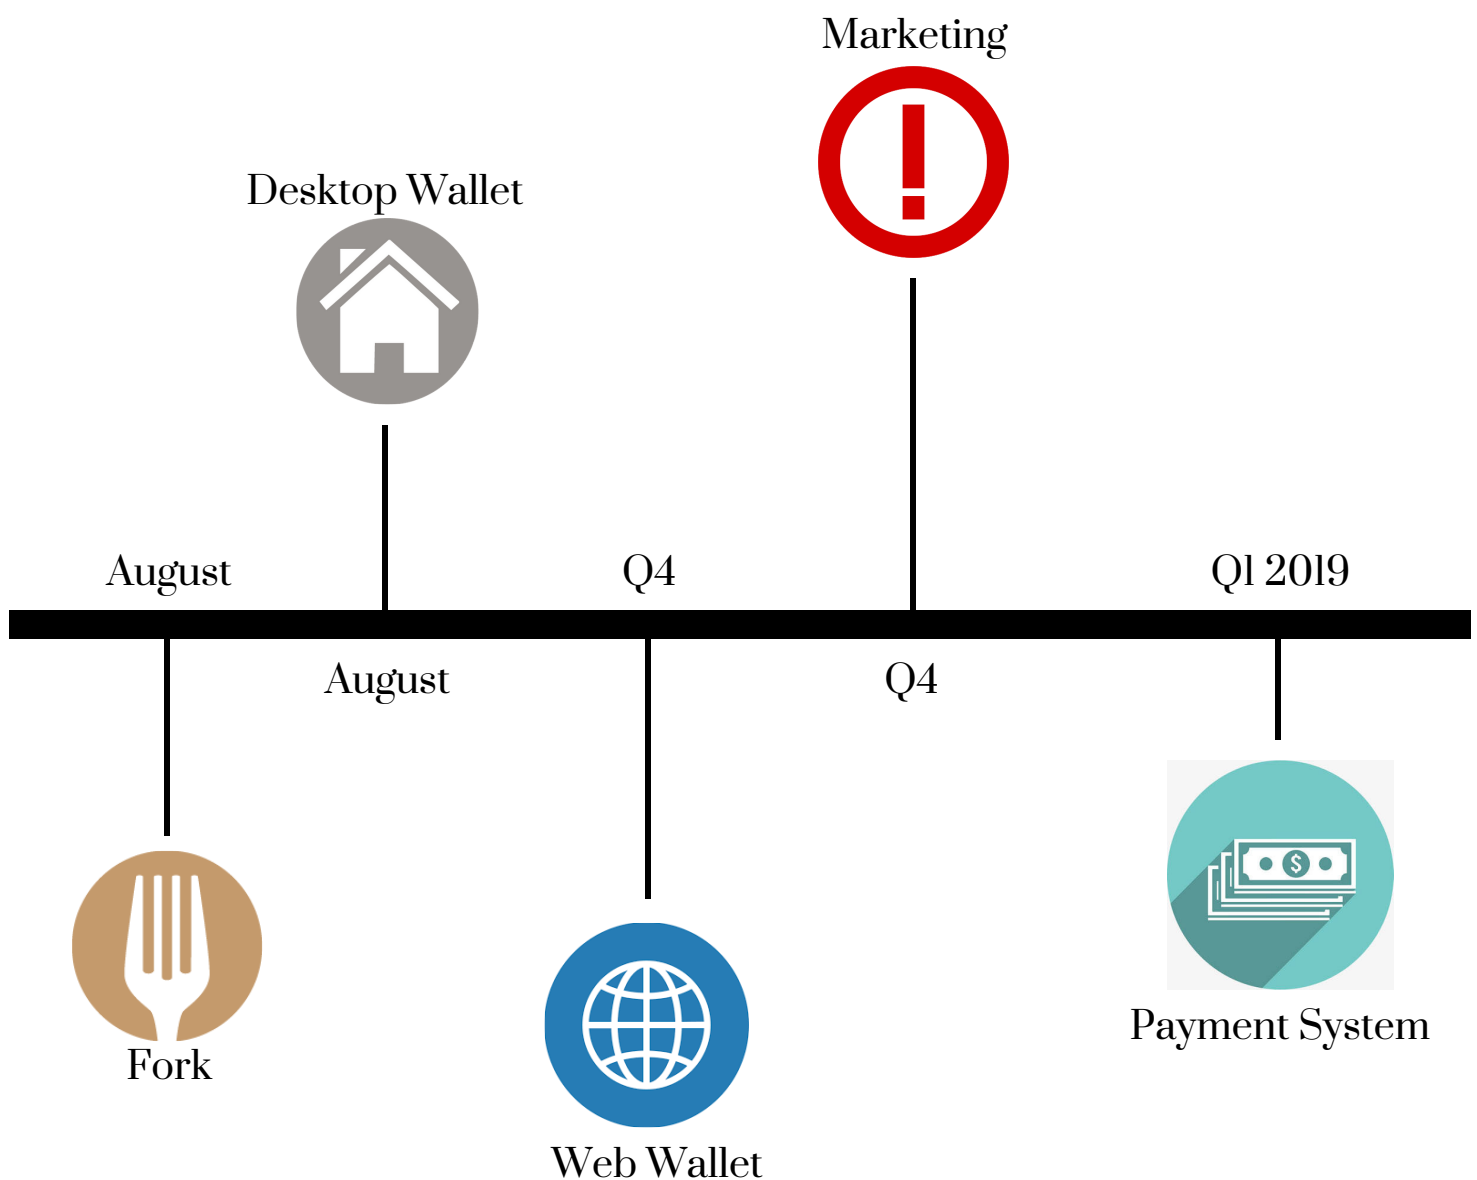 Marketing
Desktop Wallet
August
Q4
Q1 2019
August
Q4
$
Fork
Web Wallet
Payment System